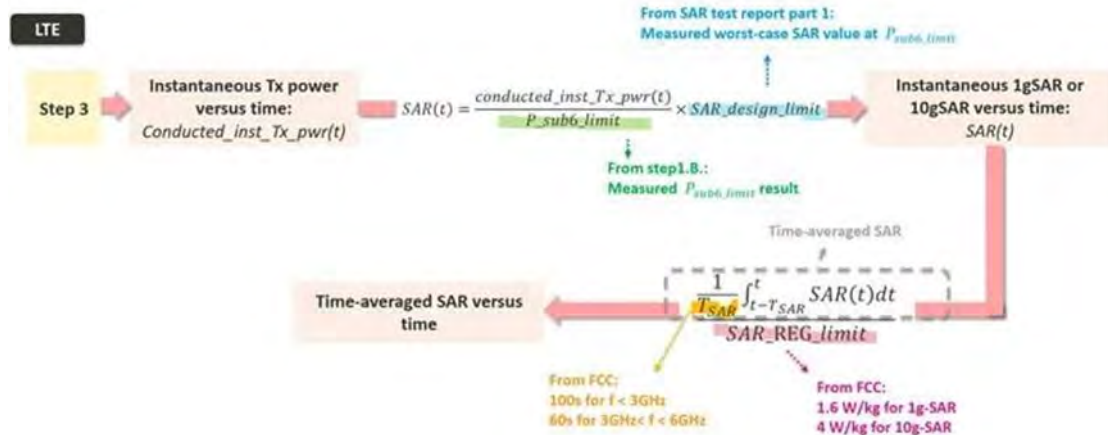 LTE
From SAR test report part 1:
Measured worst-case SAR value at P_sub6_limit
Step 3
Instantaneous Tx power
versus time:
Conducted_inst_Tx_pwr(t)
SAR(t) = conducted_inst_Tx_pwr(t) / P_sub6_limit × SAR_design_limit
Instantaneous 1gSAR or
10gSAR versus time:
SAR(t)
From step1.B.:
Measured P_sub6_limit result
Time-averaged SAR
1/T_SAR ∫_{t-T_SAR}^{t} SAR(t)dt
SAR_REG_limit
Time-averaged SAR versus
time
From FCC:
100s for f < 3GHz
60s for 3GHz< f < 6GHz
From FCC:
1.6 W/kg for 1g-SAR
4 W/kg for 10g-SAR